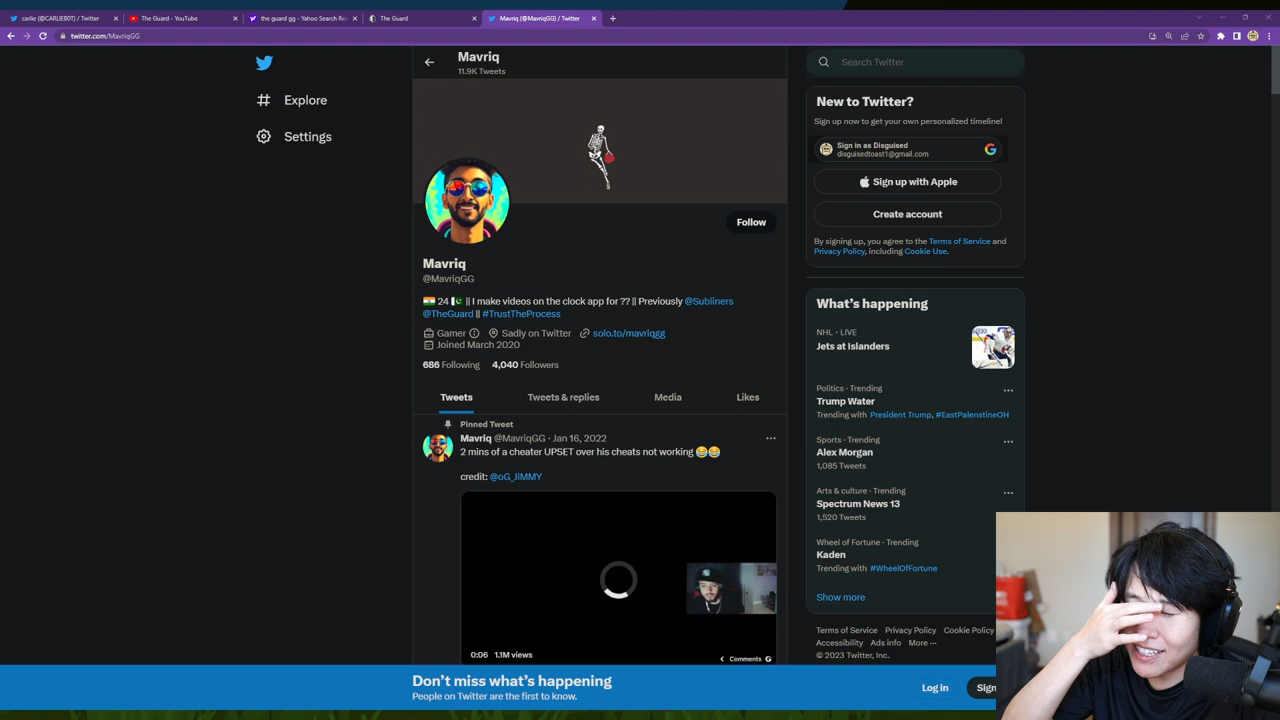 carlie (@CARLIEB0T) / Twitter
The Guard - YouTube
the guard gg - Yahoo Search Re
The Guard
Mavriq (@MavriqGG) / Twitter
twitter.com/MavriqGG
Explore
Settings
Mavriq
11.9K Tweets
Follow
Mavriq
@MavriqGG
24 || I make videos on the clock app for ?? || Previously @Subliners
@TheGuard || #TrustTheProcess
Gamer Sadly on Twitter solo.to/mavriqgg
Joined March 2020
686 Following 4,040 Followers
Tweets Tweets & replies Media Likes
Pinned Tweet
Mavriq @MavriqGG · Jan 16, 2022
2 mins of a cheater UPSET over his cheats not working 😂😂
credit: @oG_JIMMY
0:06 1.1M views
Comments
Search Twitter
New to Twitter?
Sign up now to get your own personalized timeline!
Sign in as Disguised
disguisedtoast1@gmail.com
Sign up with Apple
Create account
By signing up, you agree to the Terms of Service and
Privacy Policy, including Cookie Use.
What's happening
NHL · LIVE
Jets at Islanders
Politics · Trending
Trump Water
Trending with President Trump, #EastPalenstineOH
Sports · Trending
Alex Morgan
1,085 Tweets
Arts & culture · Trending
Spectrum News 13
1,520 Tweets
Wheel of Fortune · Trending
Kaden
Trending with #WheelOfFortune
Show more
Terms of Service Privacy Policy Cookie Policy
Accessibility Ads info More ···
© 2023 Twitter, Inc.
Don't miss what's happening
People on Twitter are the first to know.
Log in
Sign